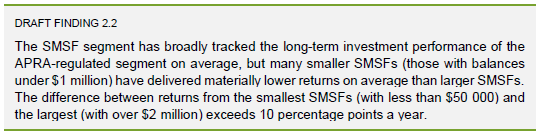 DRAFT FINDING 2.2
The SMSF segment has broadly tracked the long-term investment performance of the
APRA-regulated segment on average, but many smaller SMSFs (those with balances
under $1 million) have delivered materially lower returns on average than larger SMSFs.
The difference between returns from the smallest SMSFs (with less than $50 000) and
the largest (with over $2 million) exceeds 10 percentage points a year.